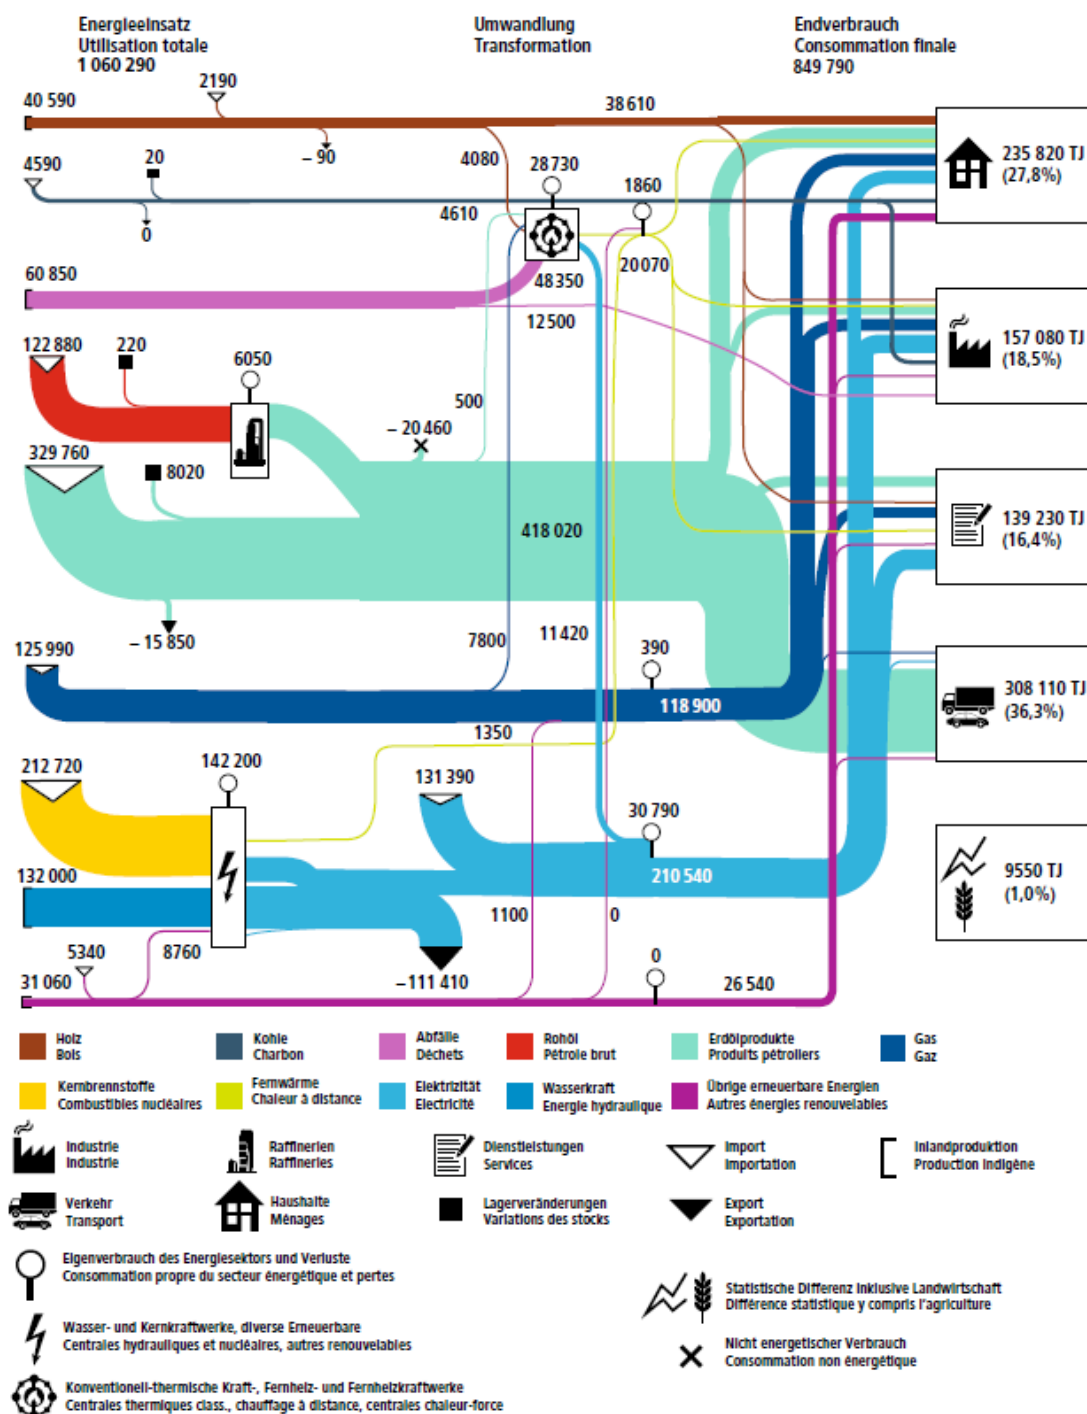 Energieeinsatz
Utilisation totale
1 060 290
Umwandlung
Transformation
Endverbrauch
Consommation finale
849 790
2190
40 590
38 610
– 90
4080
28 730
4590
20
0
4610
1860
235 820 TJ
(27,8%)
60 850
48 350
20 070
12 500
157 080 TJ
(18,5%)
122 880
220
6050
500
– 20 460
329 760
8020
418 020
139 230 TJ
(16,4%)
– 15 850
125 990
7800
11 420
390
118 900
1350
308 110 TJ
(36,3%)
212 720
142 200
131 390
30 790
210 540
132 000
9550 TJ
(1,0%)
5340
8760
1100
0
0
31 060
– 111 410
26 540
Holz
Bois
Kohle
Charbon
Abfälle
Déchets
Rohöl
Pétrole brut
Erdölprodukte
Produits pétroliers
Gas
Gaz
Kernbrennstoffe
Combustibles nucléaires
Fernwärme
Chaleur à distance
Elektrizität
Electricité
Wasserkraft
Energie hydraulique
Übrige erneuerbare Energien
Autres énergies renouvelables
Industrie
Industrie
Raffinerien
Raffineries
Dienstleistungen
Services
Import
Importation
Inlandproduktion
Production indigène
Verkehr
Transport
Haushalte
Ménages
Lagerveränderungen
Variations des stocks
Export
Exportation
Eigenverbrauch des Energiesektors und Verluste
Consommation propre du secteur énergétique et pertes
Statistische Differenz inklusive Landwirtschaft
Différence statistique y compris l'agriculture
Wasser- und Kernkraftwerke, diverse Erneuerbare
Centrales hydrauliques et nucléaires, autres renouvelables
Nicht energetischer Verbrauch
Consommation non énergétique
Konventionell-thermische Kraft-, Fernheiz- und Fernheizkraftwerke
Centrales thermiques class., chauffage à distance, centrales chaleur-force